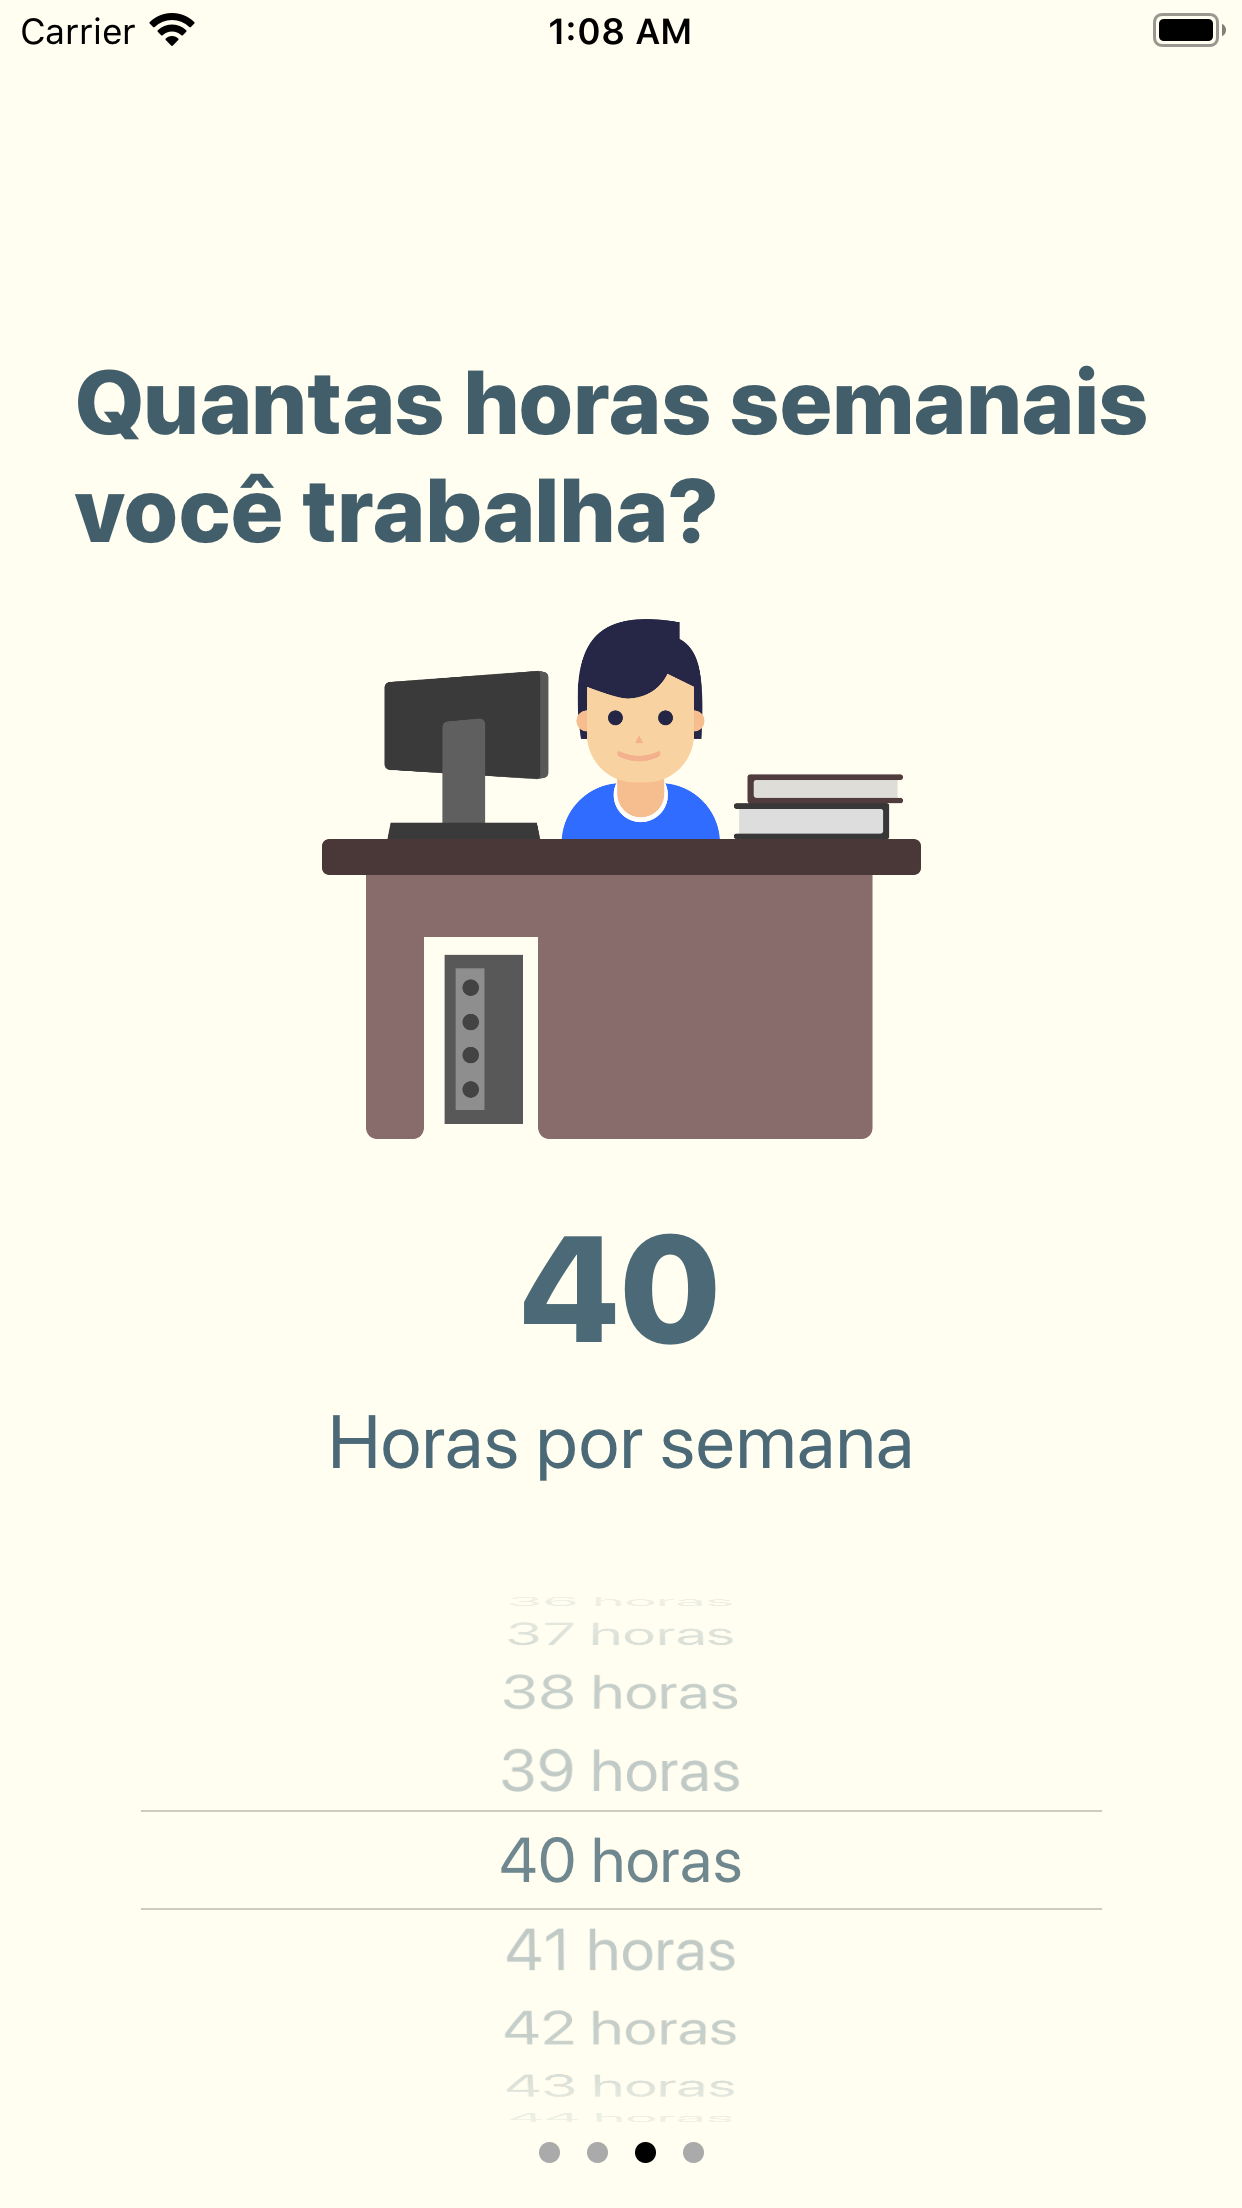 Carrier 1:08 AM
Quantas horas semanais
você trabalha?
40
Horas por semana
36 horas
37 horas
38 horas
39 horas
40 horas
41 horas
42 horas
43 horas
44 horas